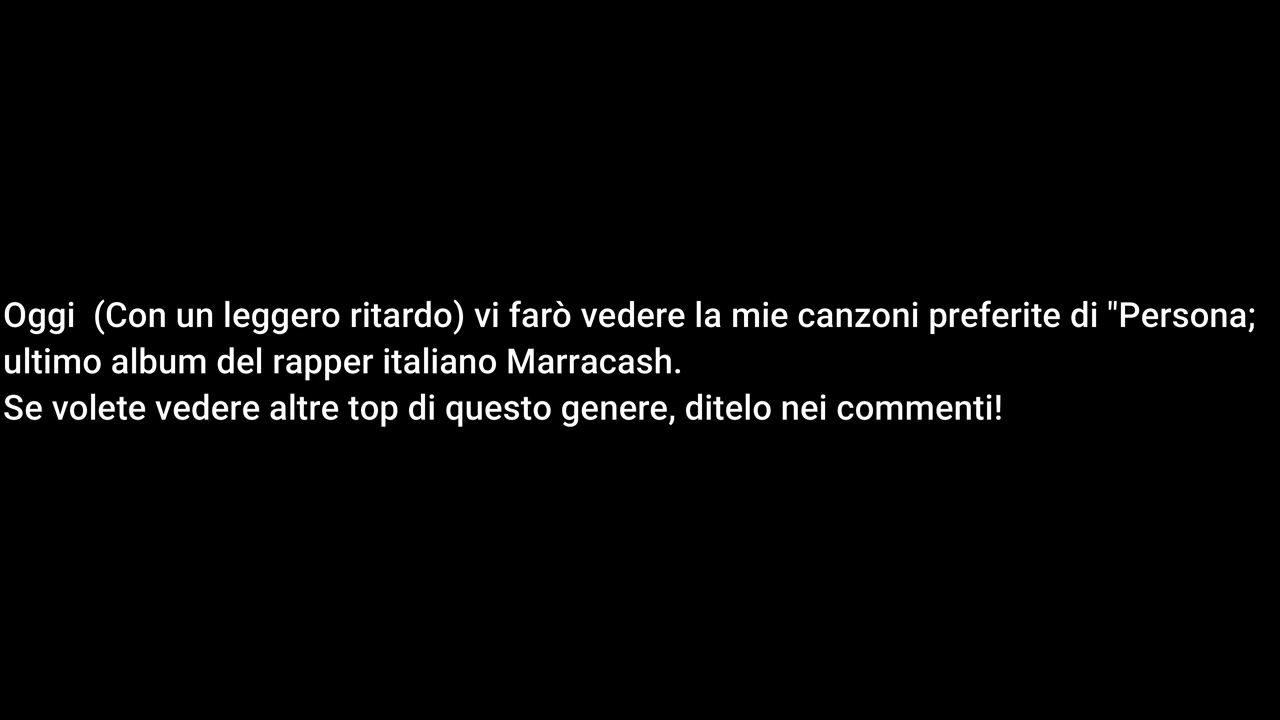 Oggi  (Con un leggero ritardo) vi farò vedere la mie canzoni preferite di "Persona;
ultimo album del rapper italiano Marracash.
Se volete vedere altre top di questo genere, ditelo nei commenti!